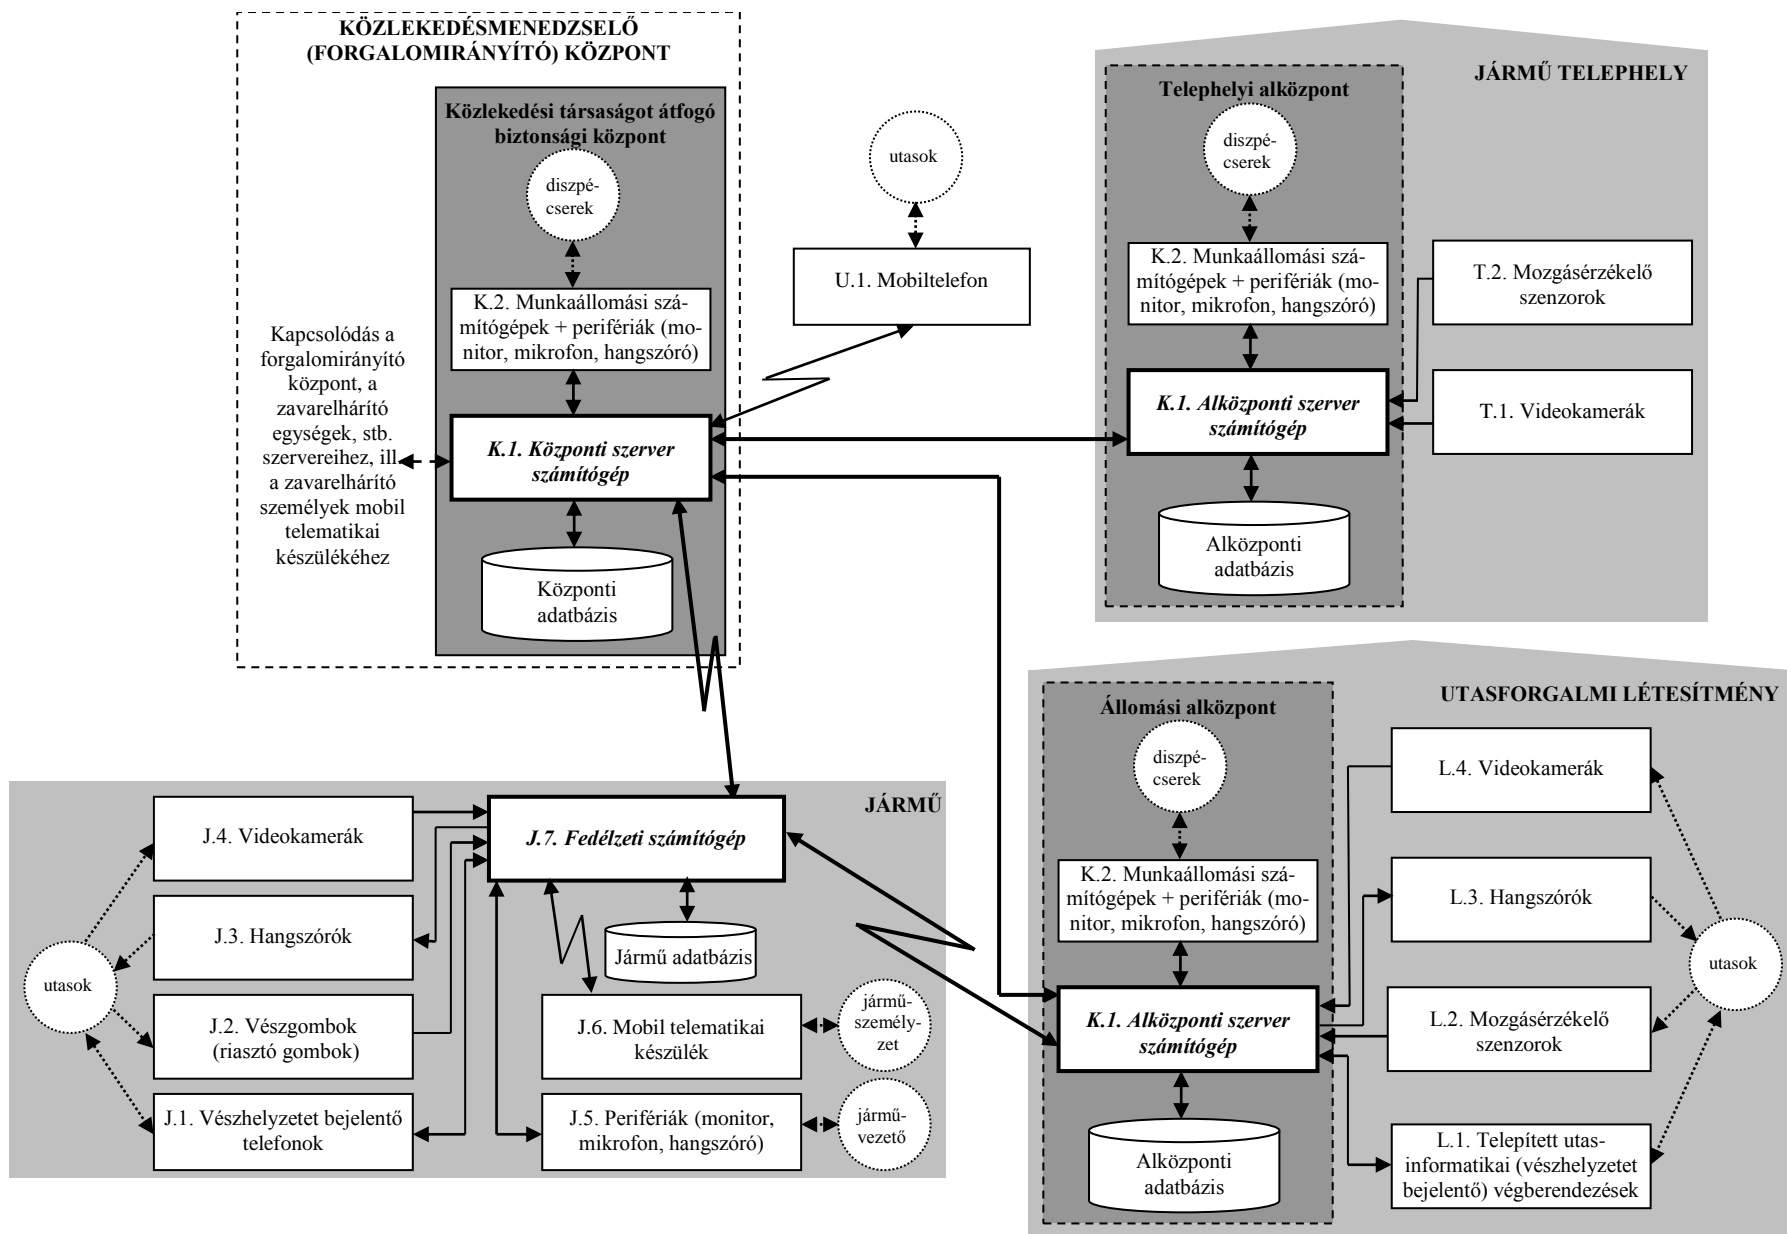 KÖZLEKEDÉSMENEDZSELŐ
(FORGALOMIRÁNYÍTÓ) KÖZPONT
Közlekedési társaságot átfogó
biztonsági központ
diszpé-
cserek
K.2. Munkaállomási szá-
mítógépek + perifériák (mo-
nitor, mikrofon, hangszóró)
Kapcsolódás a
forgalomirányító
központ, a
zavarelhárító
egységek, stb.
szervereihez, ill.
a zavarelhárító
személyek mobil
telematikai
készülékéhez
K.1. Központi szerver
számítógép
Központi
adatbázis
utasok
U.1. Mobiltelefon
JÁRMŰ TELEPHELY
Telephelyi alközpont
diszpé-
cserek
K.2. Munkaállomási szá-
mítógépek + perifériák (mo-
nitor, mikrofon, hangszóró)
T.2. Mozgásérzékelő
szenzorok
K.1. Alközponti szerver
számítógép
T.1. Videokamerák
Alközponti
adatbázis
JÁRMŰ
J.4. Videokamerák
J.7. Fedélzeti számítógép
J.3. Hangszórók
Jármű adatbázis
utasok
J.2. Vészgombok
(riasztó gombok)
J.6. Mobil telematikai
készülék
jármű-
személy-
zet
J.1. Vészhelyzetet bejelentő
telefonok
J.5. Perifériák (monitor,
mikrofon, hangszóró)
jármű-
vezető
UTASFORGALMI LÉTESÍTMÉNY
Állomási alközpont
diszpé-
cserek
L.4. Videokamerák
K.2. Munkaállomási szá-
mítógépek + perifériák (mo-
nitor, mikrofon, hangszóró)
L.3. Hangszórók
utasok
K.1. Alközponti szerver
számítógép
L.2. Mozgásérzékelő
szenzorok
Alközponti
adatbázis
L.1. Telepített utas-
informatikai (vészhelyzetet
bejelentő) végberendezések